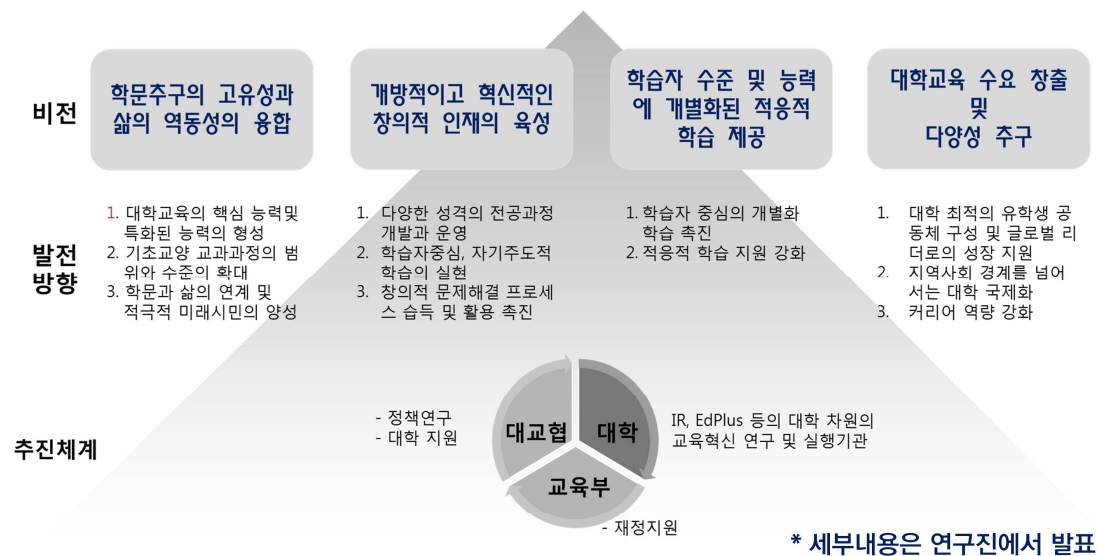 비전
학문추구의 고유성과
삶의 역동성의 융합
개방적이고 혁신적인
창의적 인재의 육성
학습자 수준 및 능력
에 개별화된 적응적
학습 제공
대학교육 수요 창출
및
다양성 추구
발전
방향
1. 대학교육의 핵심 능력및
특화된 능력의 형성
2. 기초교양 교과과정의 범
위와 수준의 확대
3. 학문과 삶의 연계 및
적극적 미래시민의 양성
1. 다양한 성격의 전공과정
개발과 운영
2. 학습자중심, 자기주도적
학습의 실현
3. 창의적 문제해결 프로세
스 습득 및 활용 촉진
1. 학습자 중심의 개별화
학습 촉진
2. 적응적 학습 지원 강화
1. 대학 최적의 유학생 공
동체 구성 및 글로벌 리
더로의 성장 지원
2. 지역사회 경계를 넘어
서는 대학 국제화
3. 커리어 역량 강화
추진체계
- 정책연구
- 대학 지원
대교협
대학
IR, EdPlus 등의 대학 차원의
교육혁신 연구 및 실행기관
교육부
- 재정지원
* 세부내용은 연구진에서 발표